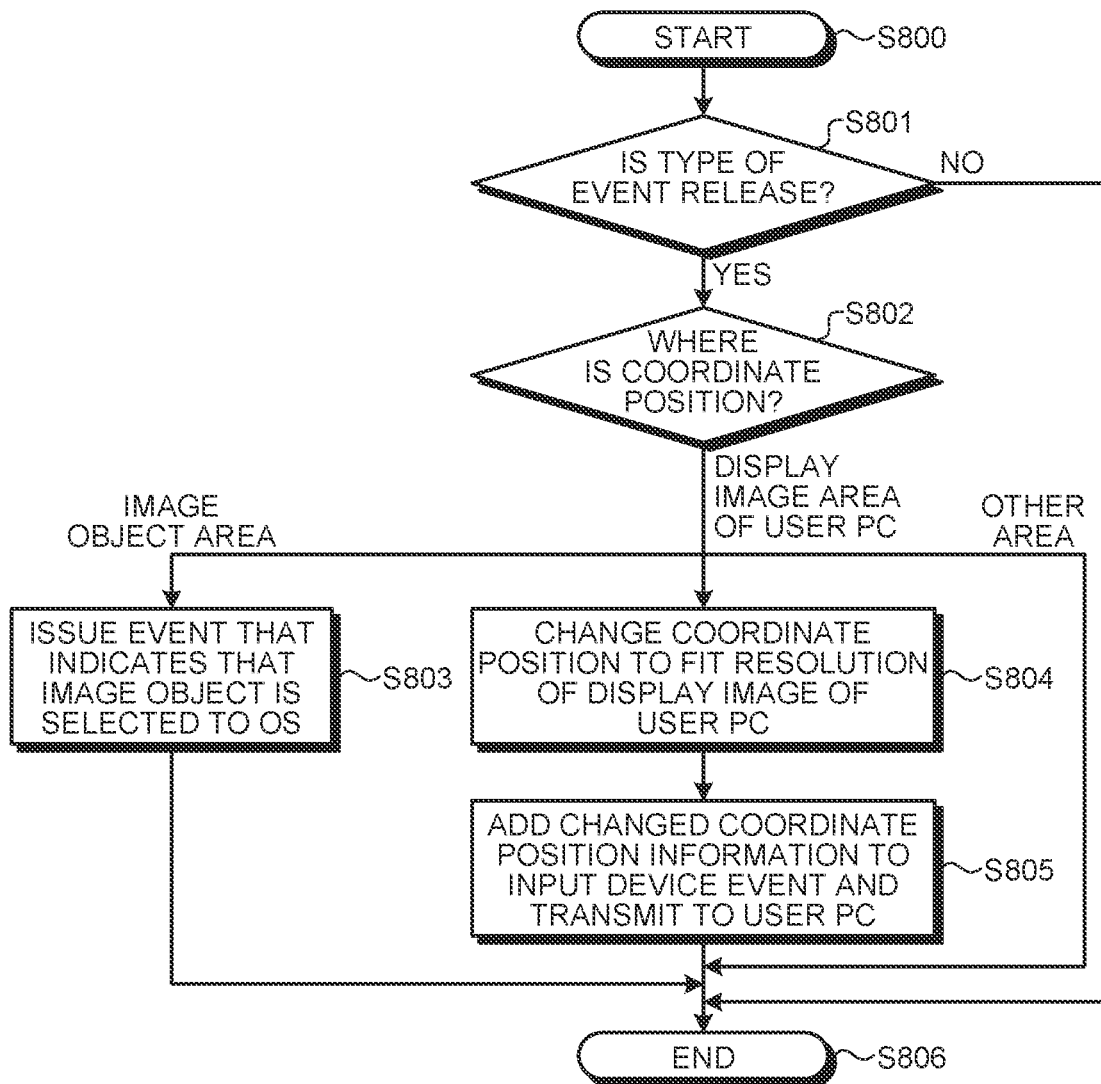 START
S800
S801
IS TYPE OF
EVENT RELEASE?
NO
YES
S802
WHERE
IS COORDINATE
POSITION?
DISPLAY
IMAGE AREA
OF USER PC
IMAGE
OBJECT AREA
OTHER
AREA
ISSUE EVENT THAT
INDICATES THAT
IMAGE OBJECT IS
SELECTED TO OS
S803
CHANGE COORDINATE
POSITION TO FIT RESOLUTION
OF DISPLAY IMAGE OF
USER PC
S804
ADD CHANGED COORDINATE
POSITION INFORMATION TO
INPUT DEVICE EVENT AND
TRANSMIT TO USER PC
S805
END
S806